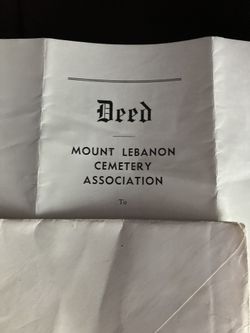 Deed
MOUNT LEBANON
CEMETERY
ASSOCIATION
To